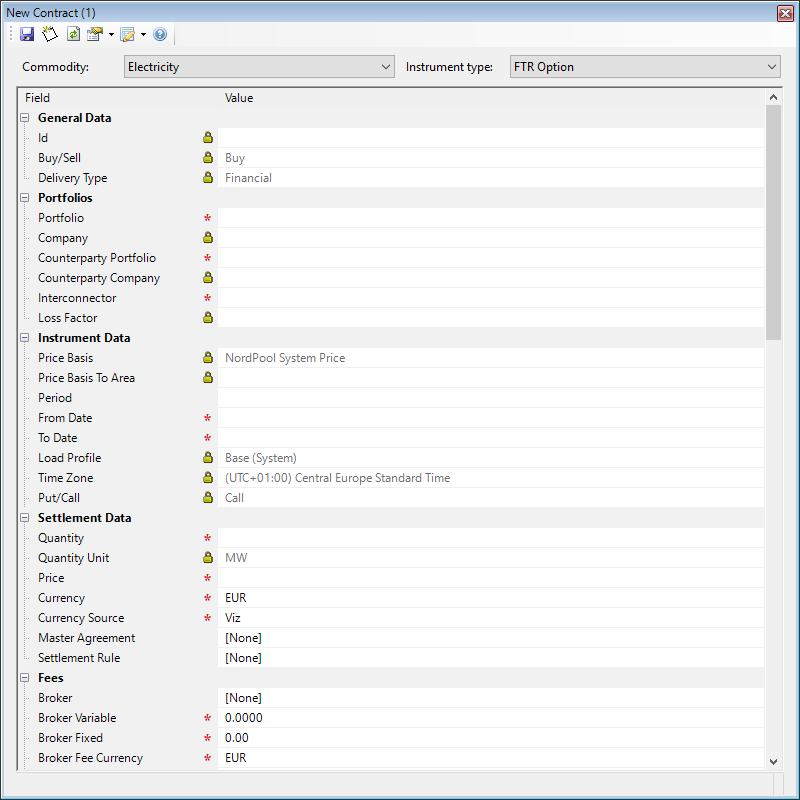 New Contract (1)
Commodity: Electricity Instrument type: FTR Option
Field Value
General Data
Id
Buy/Sell Buy
Delivery Type Financial
Portfolios
Portfolio *
Company
Counterparty Portfolio *
Counterparty Company
Interconnector *
Loss Factor
Instrument Data
Price Basis NordPool System Price
Price Basis To Area
Period
From Date *
To Date *
Load Profile Base (System)
Time Zone (UTC+01:00) Central Europe Standard Time
Put/Call Call
Settlement Data
Quantity *
Quantity Unit MW
Price *
Currency * EUR
Currency Source * Viz
Master Agreement [None]
Settlement Rule [None]
Fees
Broker [None]
Broker Variable * 0.0000
Broker Fixed * 0.00
Broker Fee Currency * EUR